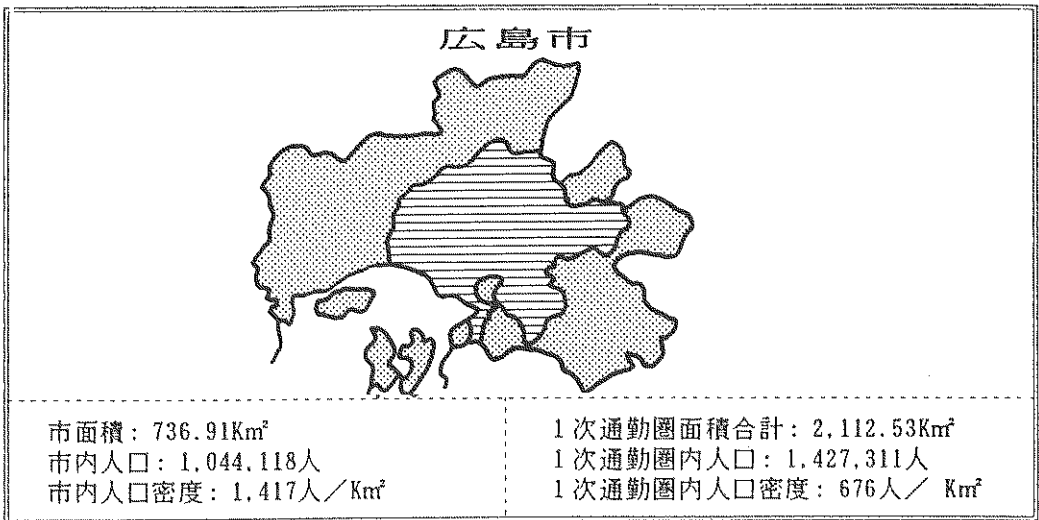 広島市
市面積：736.91Km²
市内人口：1,044,118人
市内人口密度：1,417人／Km²
1次通勤圏面積合計：2,112.53Km²
1次通勤圏内人口：1,427,311人
1次通勤圏内人口密度：676人／ Km²